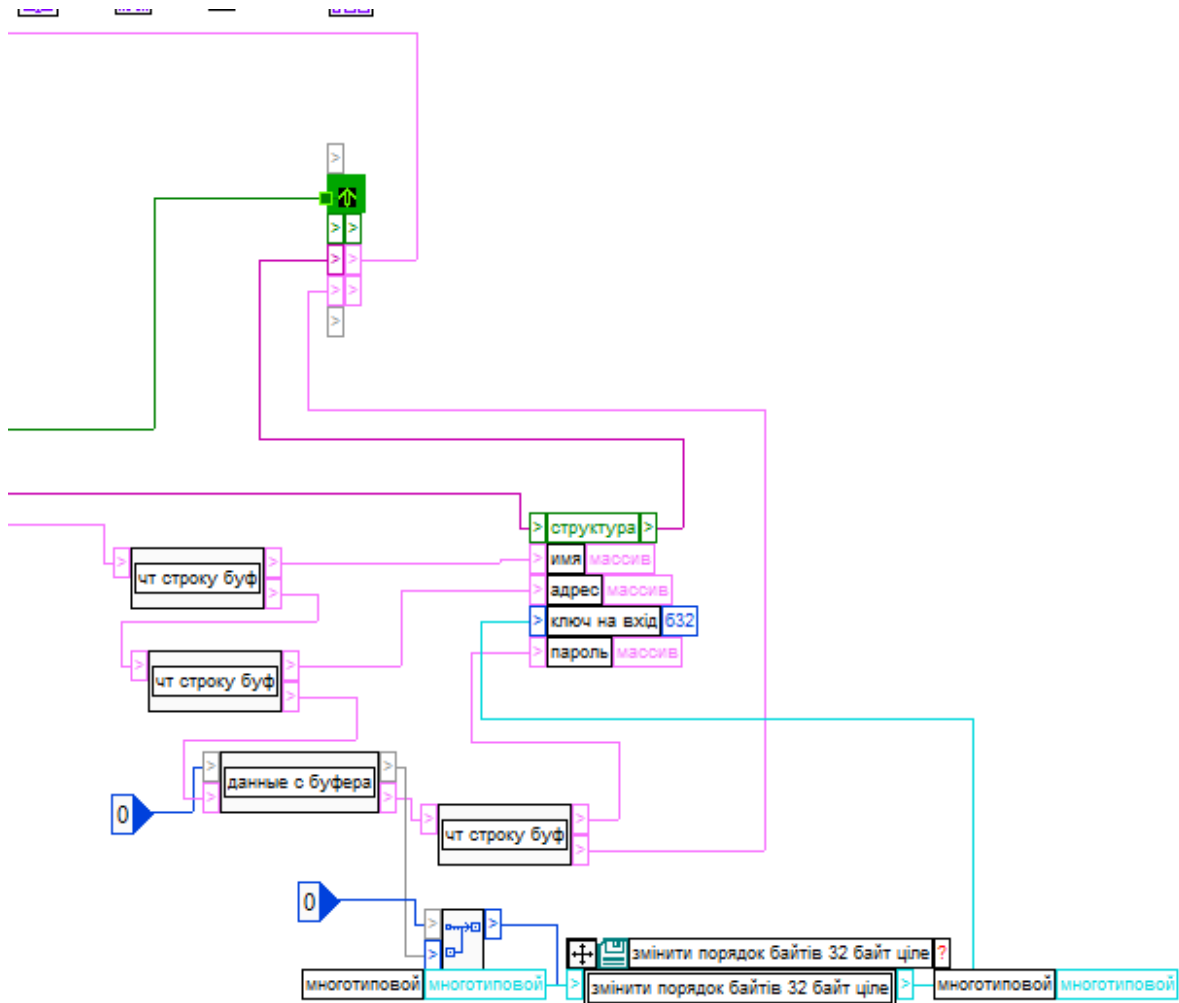 структура
имя массив
чт строку буф
адрес массив
ключ на вхід б32
пароль массив
чт строку буф
данные с буфера
0
чт строку буф
0
змінити порядок байтів 32 байт ціле ?
многотиповой многотиповой
змінити порядок байтів 32 байт ціле
многотиповой многотиповой